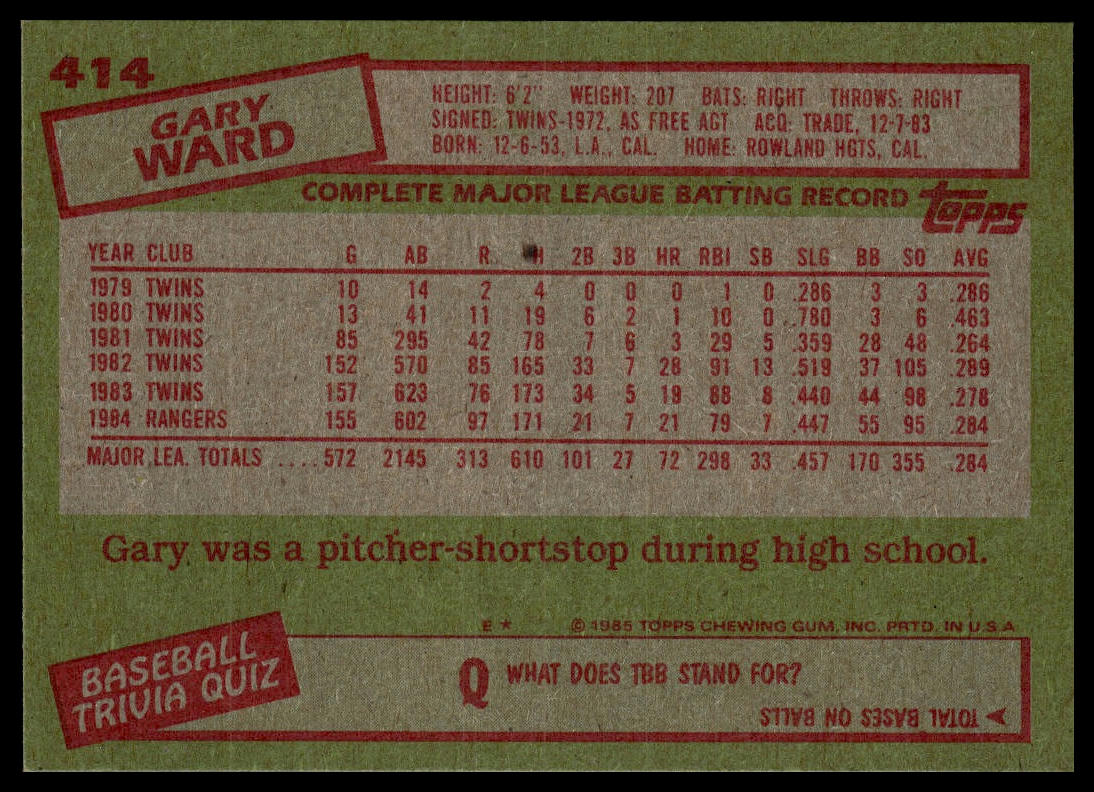 414
GARY
WARD
HEIGHT: 6'2" WEIGHT: 207 BATS: RIGHT THROWS: RIGHT
SIGNED: TWINS-1972, AS FREE AGT ACQ: TRADE, 12-7-83
BORN: 12-6-53, L.A., CAL. HOME: ROWLAND HGTS, CAL.
COMPLETE MAJOR LEAGUE BATTING RECORD topps
YEAR CLUB G AB R H 2B 3B HR RBI SB SLG BB SO AVG
1979 TWINS 10 14 2 4 0 0 0 1 0 .286 3 3 .286
1980 TWINS 13 41 11 19 6 2 1 10 0 .780 3 6 .463
1981 TWINS 85 295 42 78 7 6 3 29 5 .359 28 48 .264
1982 TWINS 152 570 85 165 33 7 28 91 13 .519 37 105 .289
1983 TWINS 157 623 76 173 34 5 19 88 8 .440 44 98 .278
1984 RANGERS 155 602 97 171 21 7 21 79 7 .447 55 95 .284
MAJOR LEA. TOTALS ....572 2145 313 610 101 27 72 298 33 .457 170 355 .284
Gary was a pitcher-shortstop during high school.
E * © 1985 TOPPS CHEWING GUM, INC. PRTD. IN U.S.A.
BASEBALL
TRIVIA QUIZ
Q WHAT DOES TBB STAND FOR?
TOTAL BASES ON BALLS